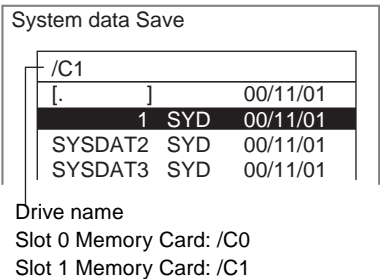 System data Save
/C1
[. ] 00/11/01
1 SYD 00/11/01
SYSDAT2 SYD 00/11/01
SYSDAT3 SYD 00/11/01
Drive name
Slot 0 Memory Card: /C0
Slot 1 Memory Card: /C1